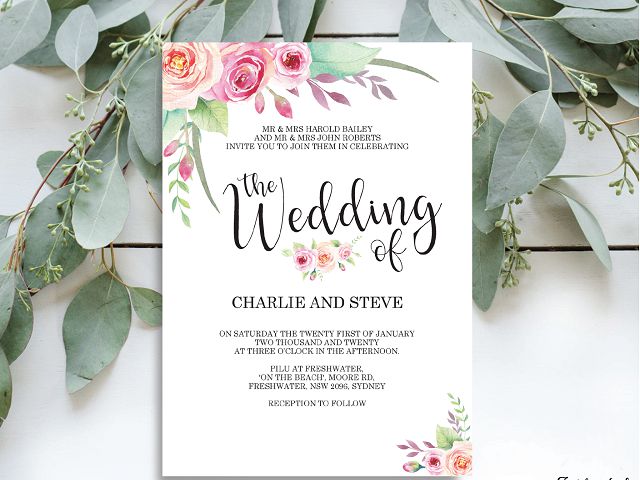 MR & MRS HAROLD BAILEY
AND MR & MRS JOHN ROBERTS
INVITE YOU TO JOIN THEM IN CELEBRATING
the
Wedding
of
CHARLIE AND STEVE
ON SATURDAY THE TWENTY FIRST OF JANUARY
TWO THOUSAND AND TWENTY
AT THREE O'CLOCK IN THE AFTERNOON.
PILU AT FRESHWATER,
'ON THE BEACH', MOORE RD,
FRESHWATER, NSW 2096, SYDNEY
RECEPTION TO FOLLOW